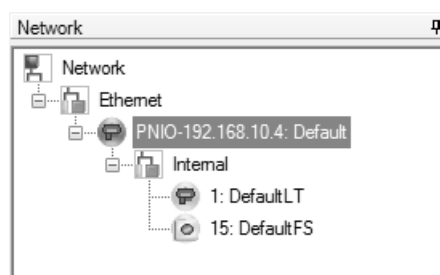 Network
Network
Ethernet
PNIO-192.168.10.4: Default
Internal
1: DefaultLT
15: DefaultFS